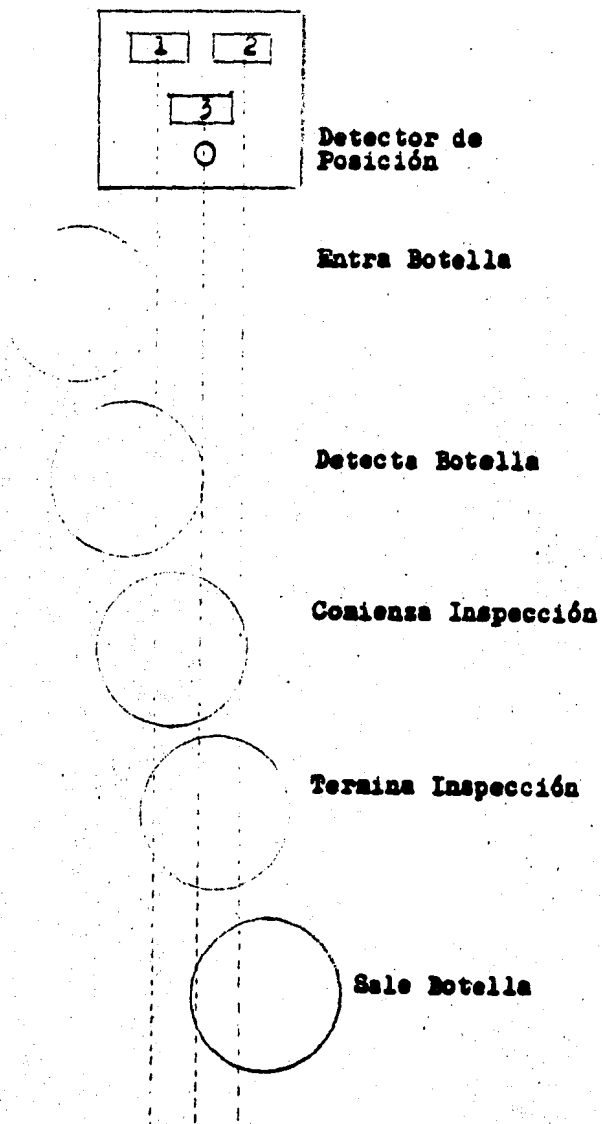 1 2
3
Detector de
Posición
Entra Botella
Detecta Botella
Comienza Inspección
Termina Inspección
Sale Botella